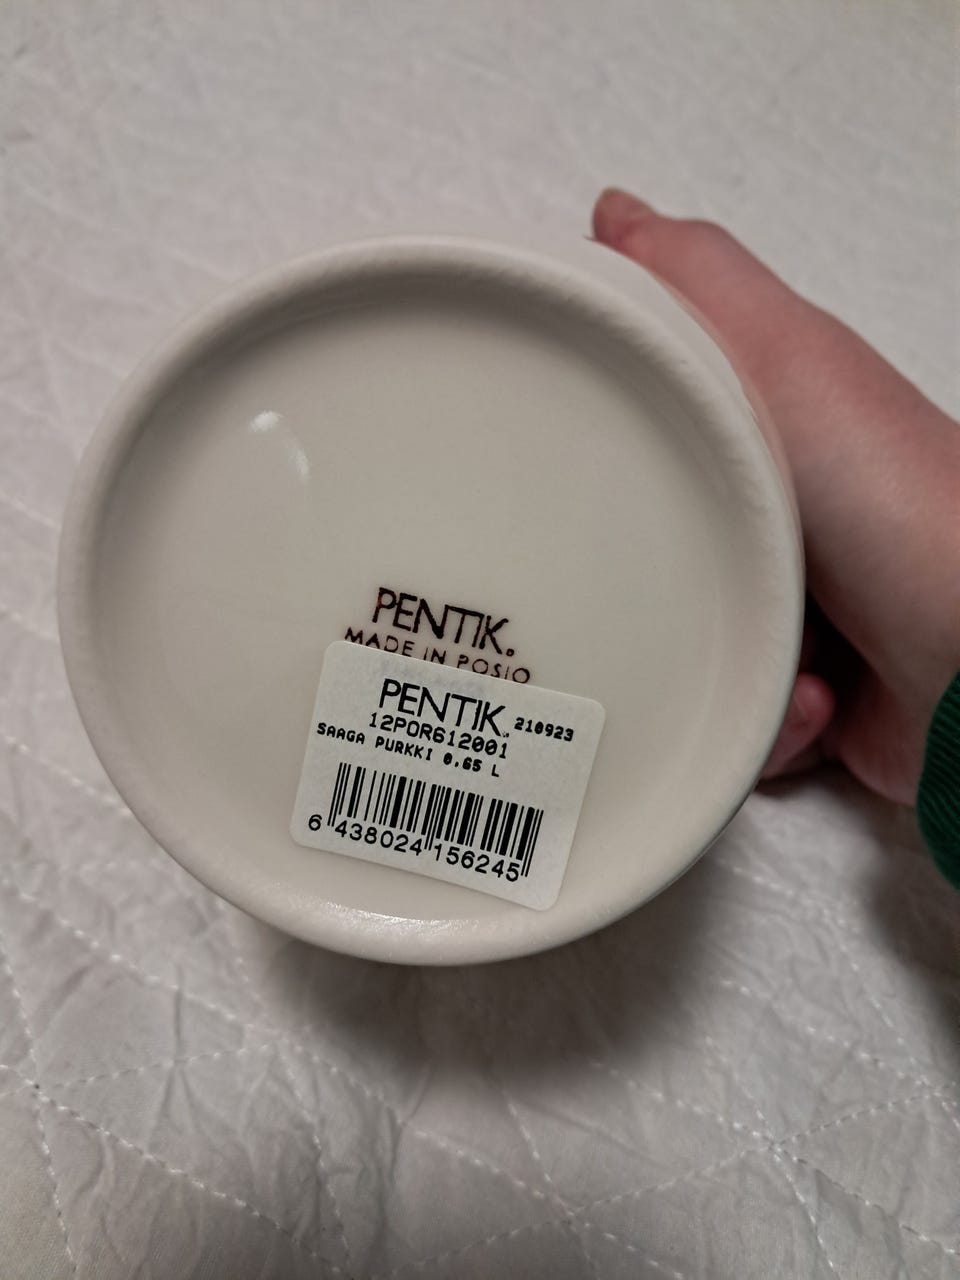 PENTIK.
MADE IN POSIO
PENTIK. 210923
12POR612001
SAAGA PURKKI 0.65 L
6 438024 156245